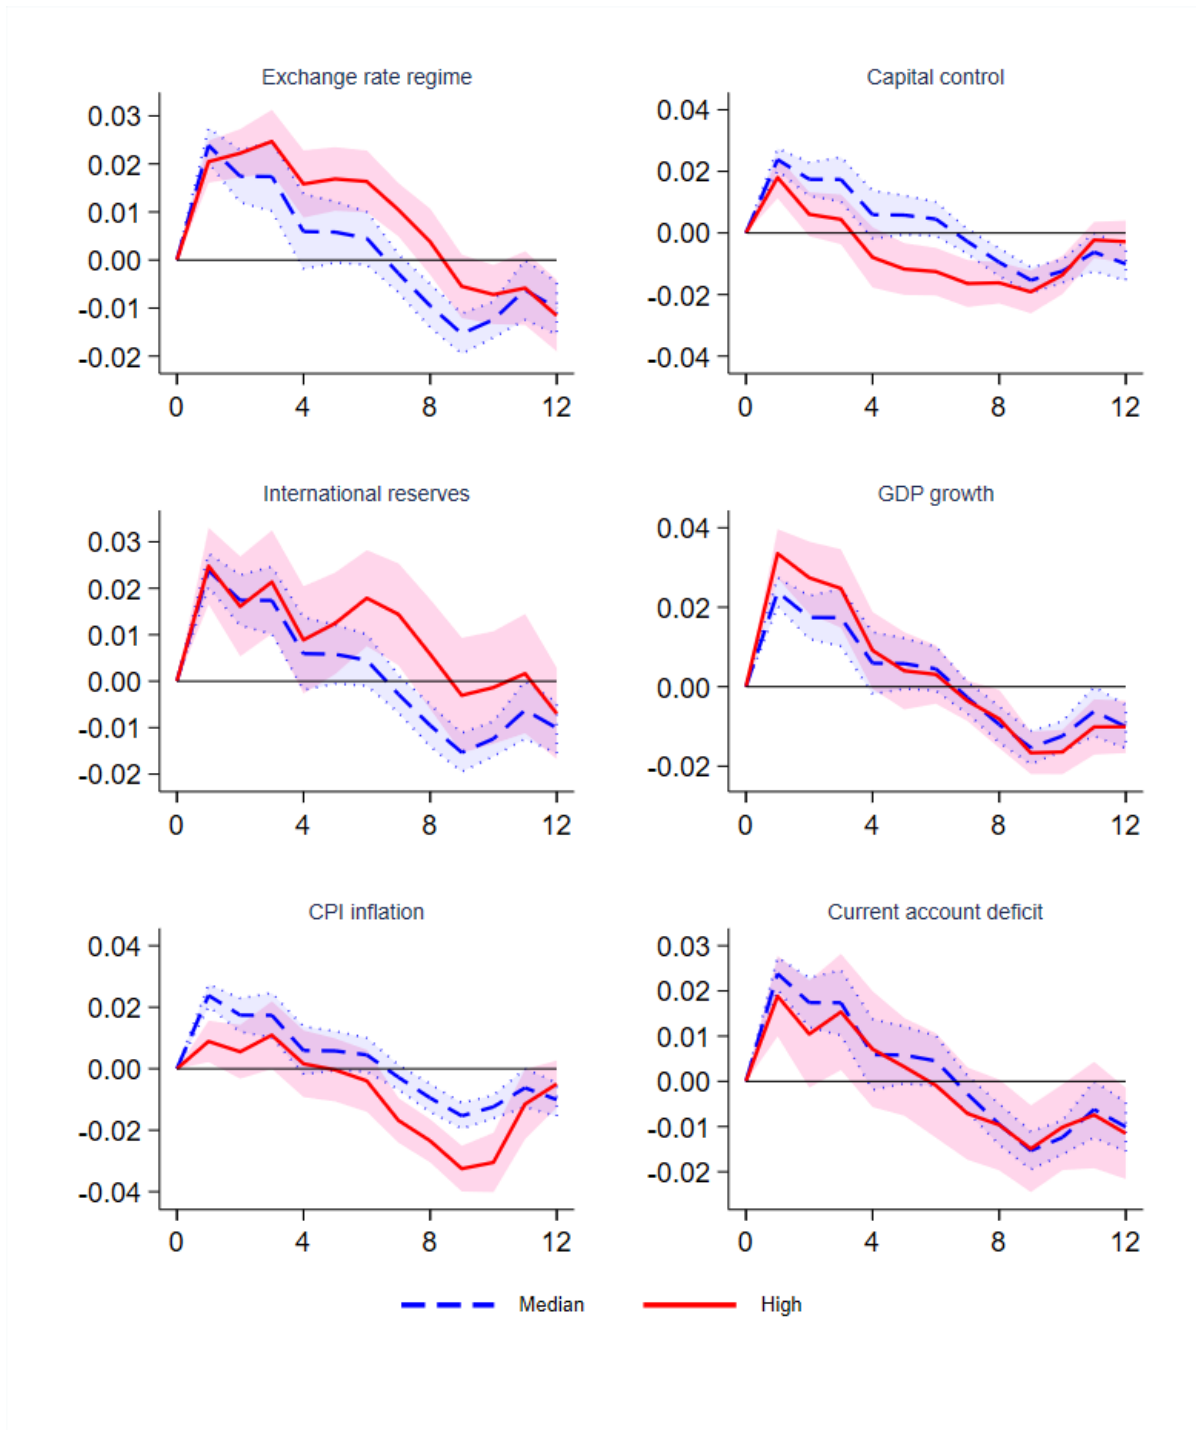 Exchange rate regime
0.03
0.02
0.01
0.00
-0.01
-0.02
0 4 8 12
Capital control
0.04
0.02
0.00
-0.02
-0.04
0 4 8 12
International reserves
0.03
0.02
0.01
0.00
-0.01
-0.02
0 4 8 12
GDP growth
0.04
0.02
0.00
-0.02
0 4 8 12
CPI inflation
0.04
0.02
0.00
-0.02
-0.04
0 4 8 12
Current account deficit
0.03
0.02
0.01
0.00
-0.01
-0.02
0 4 8 12
Median High